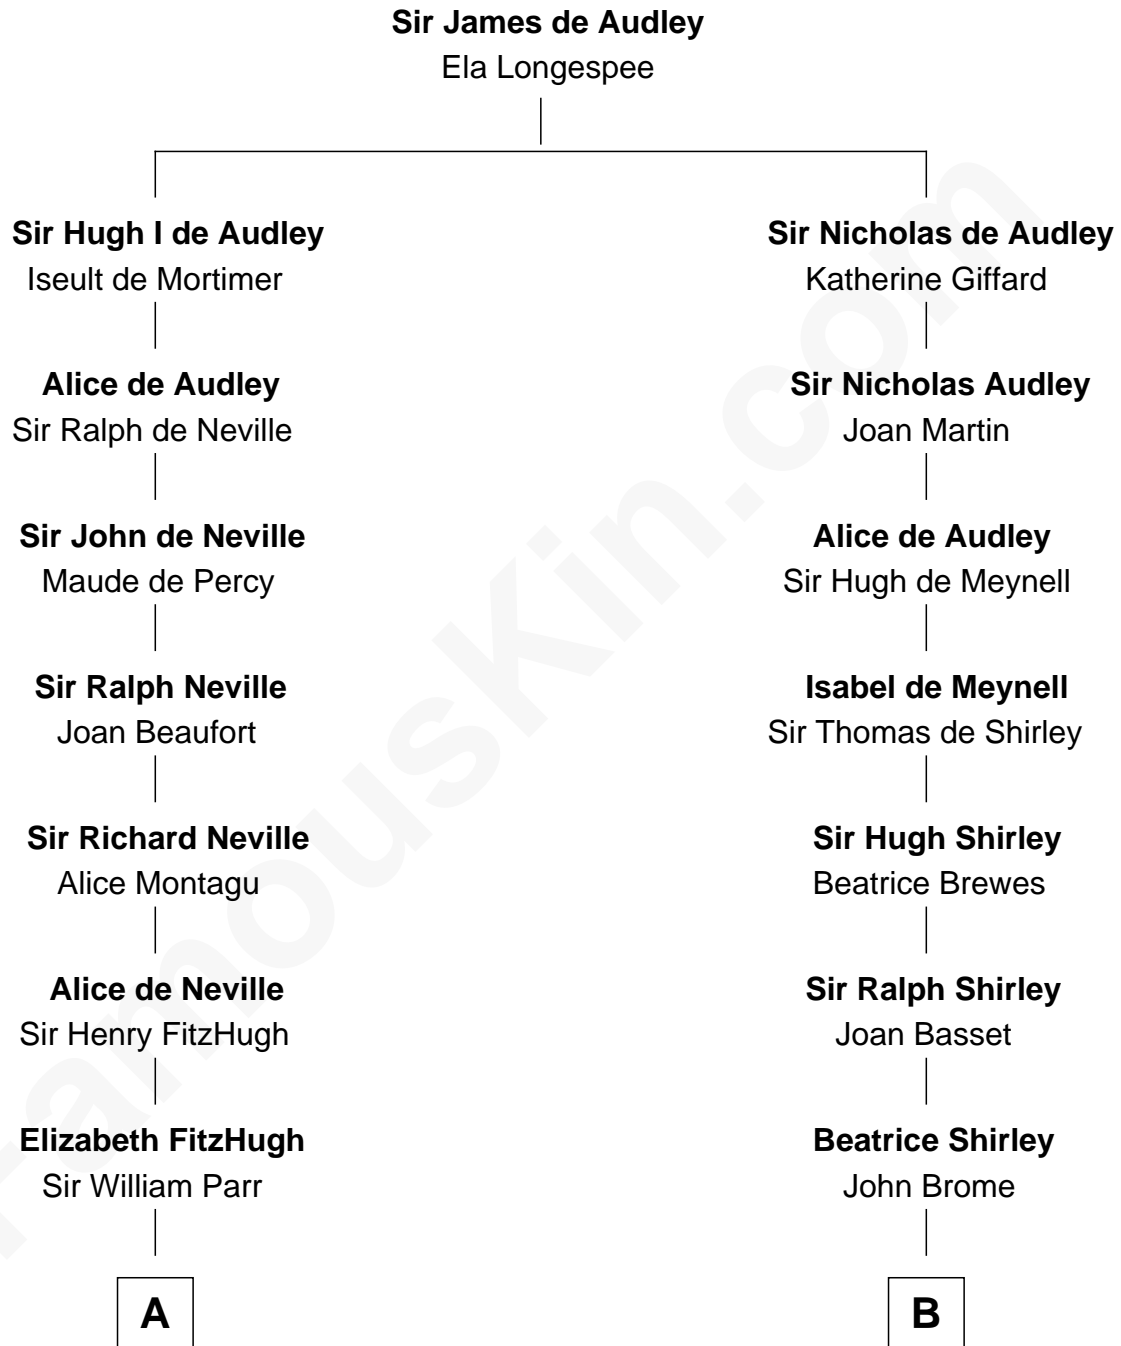 Sir James de Audley
Ela Longespee
Sir Hugh I de Audley
Iseult de Mortimer
Alice de Audley
Sir Ralph de Neville
Sir John de Neville
Maude de Percy
Sir Ralph Neville
Joan Beaufort
Sir Richard Neville
Alice Montagu
Alice de Neville
Sir Henry FitzHugh
Elizabeth FitzHugh
Sir William Parr
A
Sir Nicholas de Audley
Katherine Giffard
Sir Nicholas Audley
Joan Martin
Alice de Audley
Sir Hugh de Meynell
Isabel de Meynell
Sir Thomas de Shirley
Sir Hugh Shirley
Beatrice Brewes
Sir Ralph Shirley
Joan Basset
Beatrice Shirley
John Brome
B
FamousKin.com